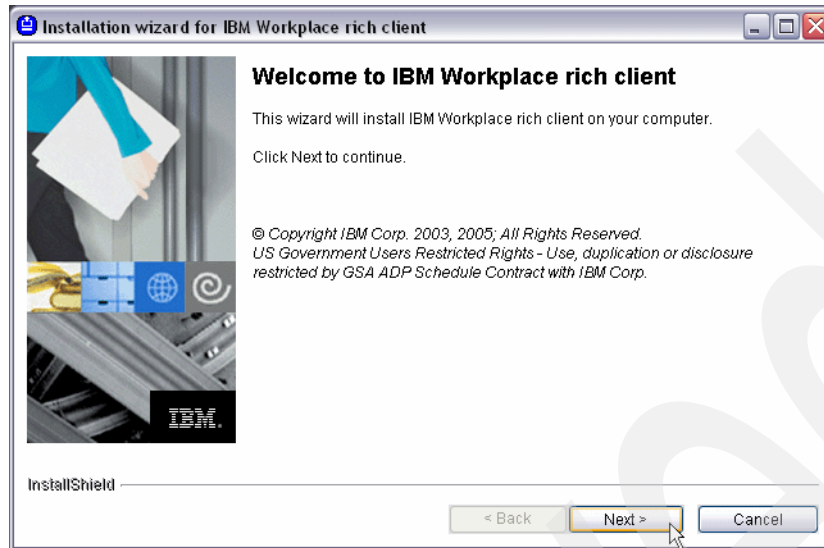 Installation wizard for IBM Workplace rich client
Welcome to IBM Workplace rich client
This wizard will install IBM Workplace rich client on your computer.
Click Next to continue.
© Copyright IBM Corp. 2003, 2005; All Rights Reserved.
US Government Users Restricted Rights - Use, duplication or disclosure
restricted by GSA ADP Schedule Contract with IBM Corp.
IBM.
InstallShield
< Back
Next >
Cancel